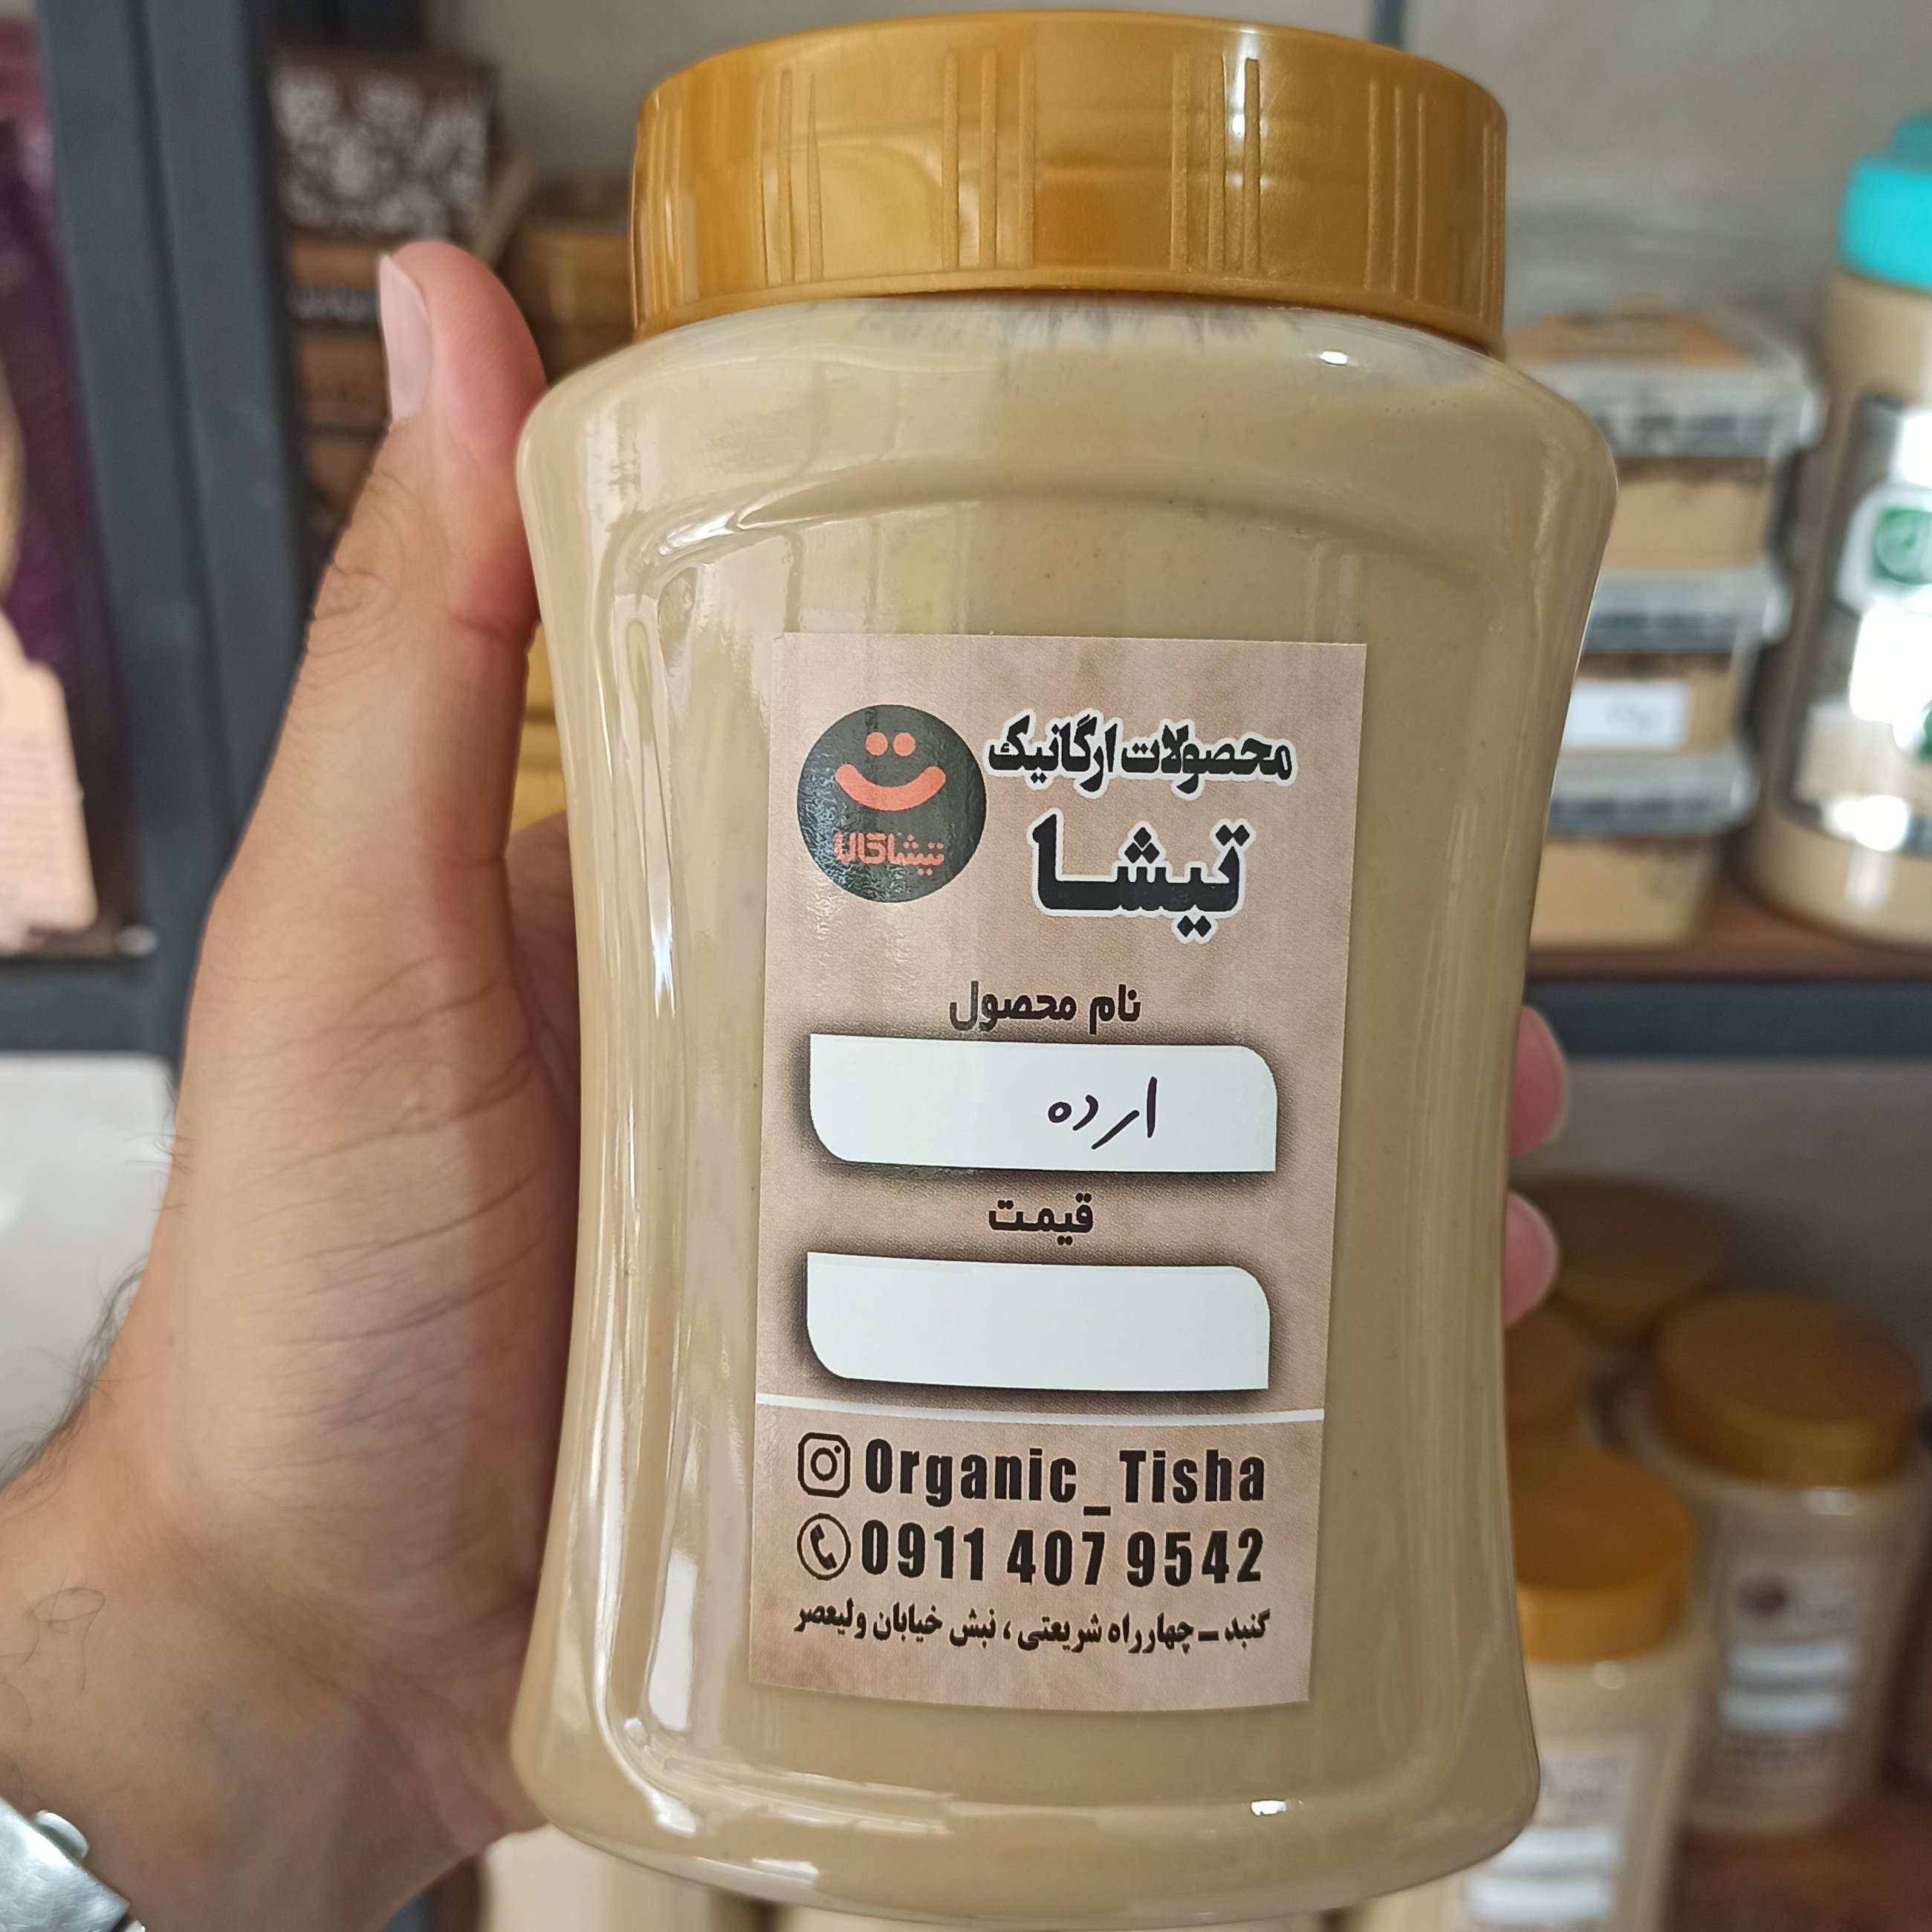 محصولات ارگانیک
تیشا
تیشاکالا
نام محصول
ارده
قیمت
Organic_Tisha
0911 407 9542
گنبد - چهارراه شریعتی ، نبش خیابان ولیعصر